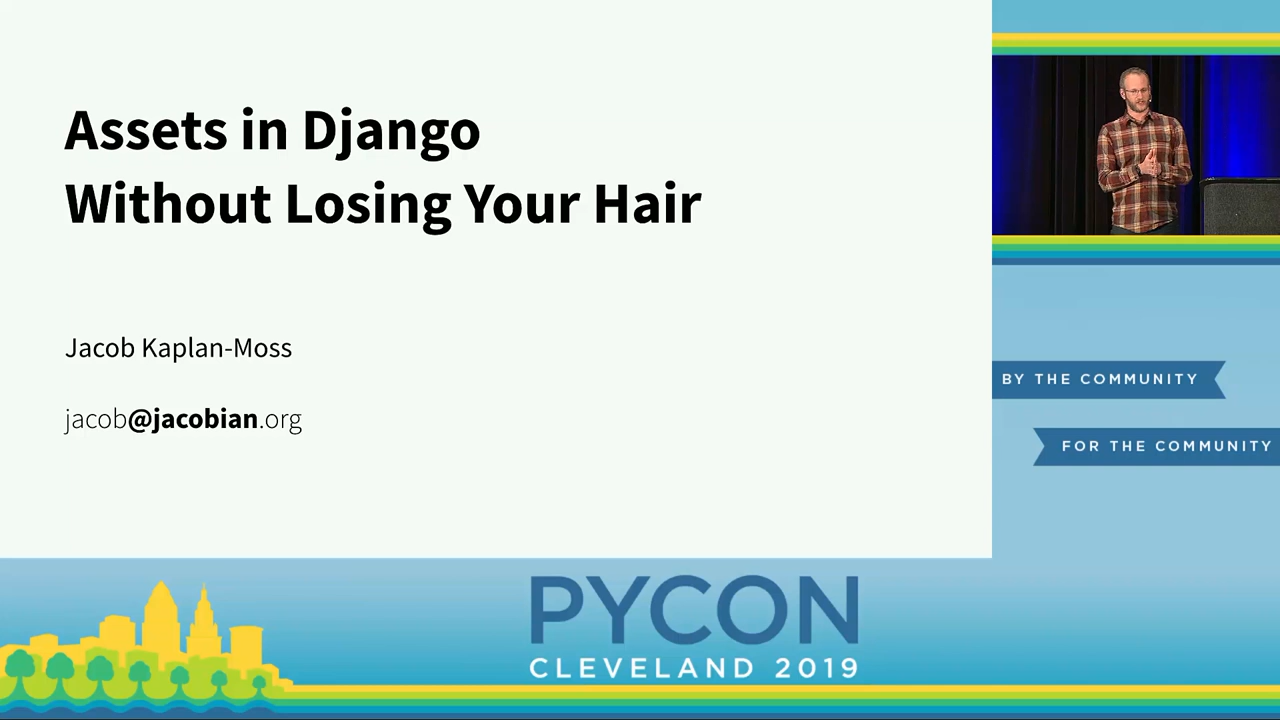 Assets in Django
Without Losing Your Hair
Jacob Kaplan-Moss
jacob@jacobian.org
BY THE COMMUNITY
FOR THE COMMUNITY
PYCON
CLEVELAND 2019